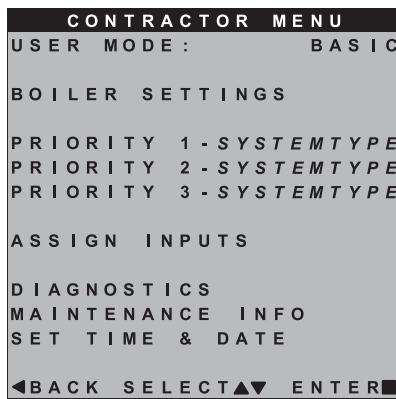 CONTRACTOR MENU
USER MODE: BASIC
BOILER SETTINGS
PRIORITY 1-SYSTEMTYPE
PRIORITY 2-SYSTEMTYPE
PRIORITY 3-SYSTEMTYPE
ASSIGN INPUTS
DIAGNOSTICS
MAINTENANCE INFO
SET TIME & DATE
◀BACK SELECT▲▼ ENTER■